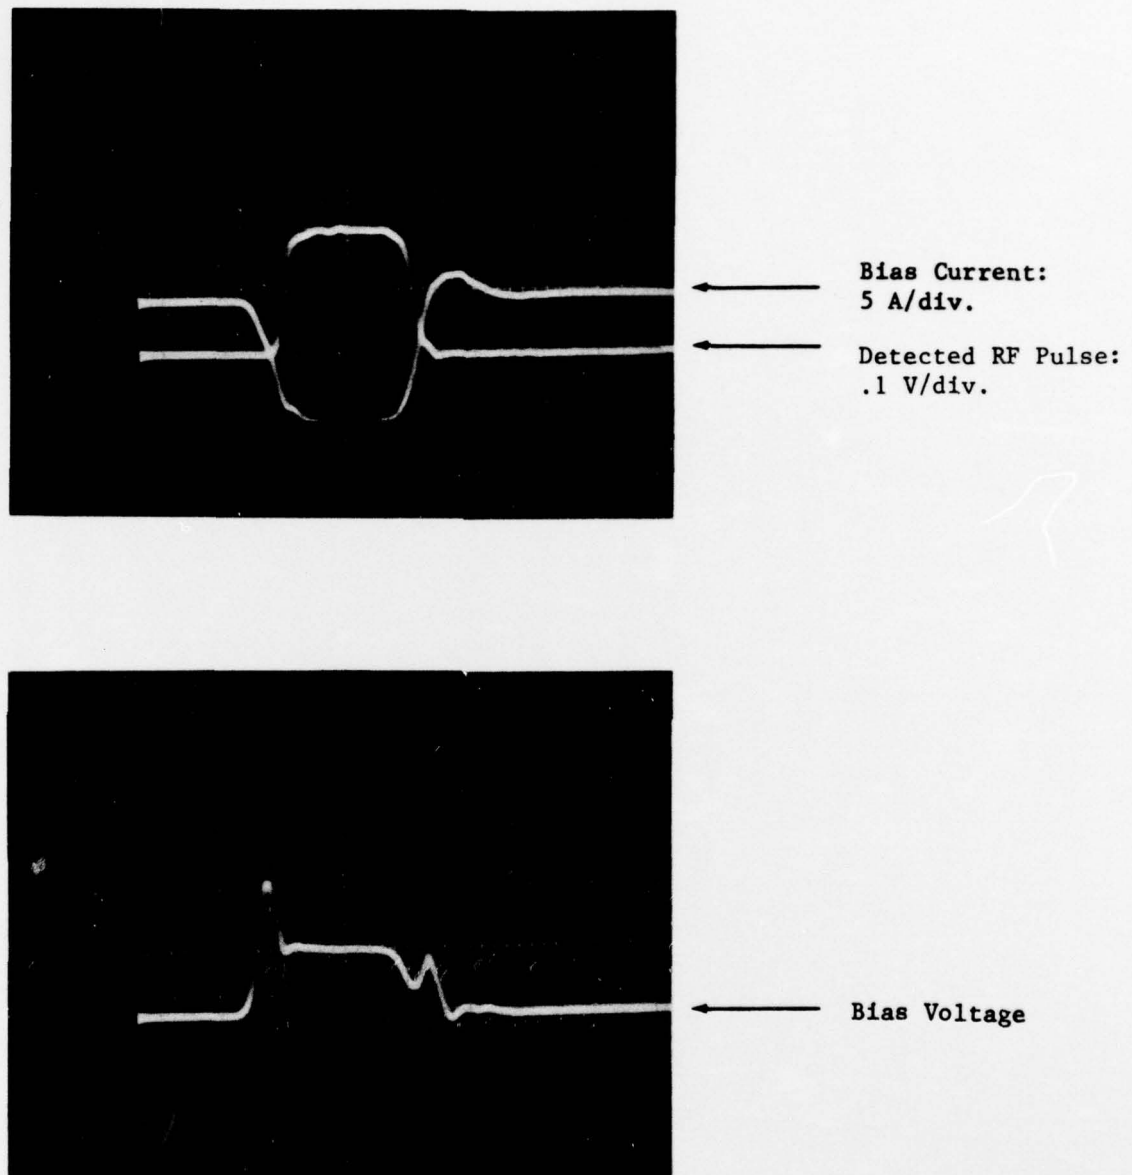 Bias Current:
5 A/div.
Detected RF Pulse:
.1 V/div.
Bias Voltage